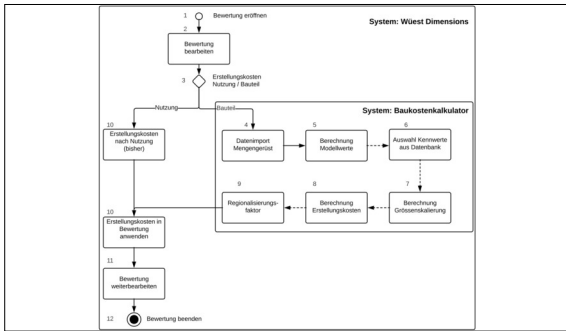 1
Bewertung eröffnen
System: Wüest Dimensions
2
Bewertung
bearbeiten
3
Erstellungskosten
Nutzung / Bauteil
Nutzung
Bauteil
System: Baukostenkalkulator
10
Erstellungskosten
nach Nutzung
(bisher)
4
Datenimport
Mengengerüst
5
Berechnung
Modellwerte
6
Auswahl Kennwerte
aus Datenbank
9
Regionalisierungs-
faktor
8
Berechnung
Erstellungskosten
7
Berechnung
Grössenskalierung
10
Erstellungskosten in
Bewertung
anwenden
11
Bewertung
weiterbearbeiten
12
Bewertung beenden